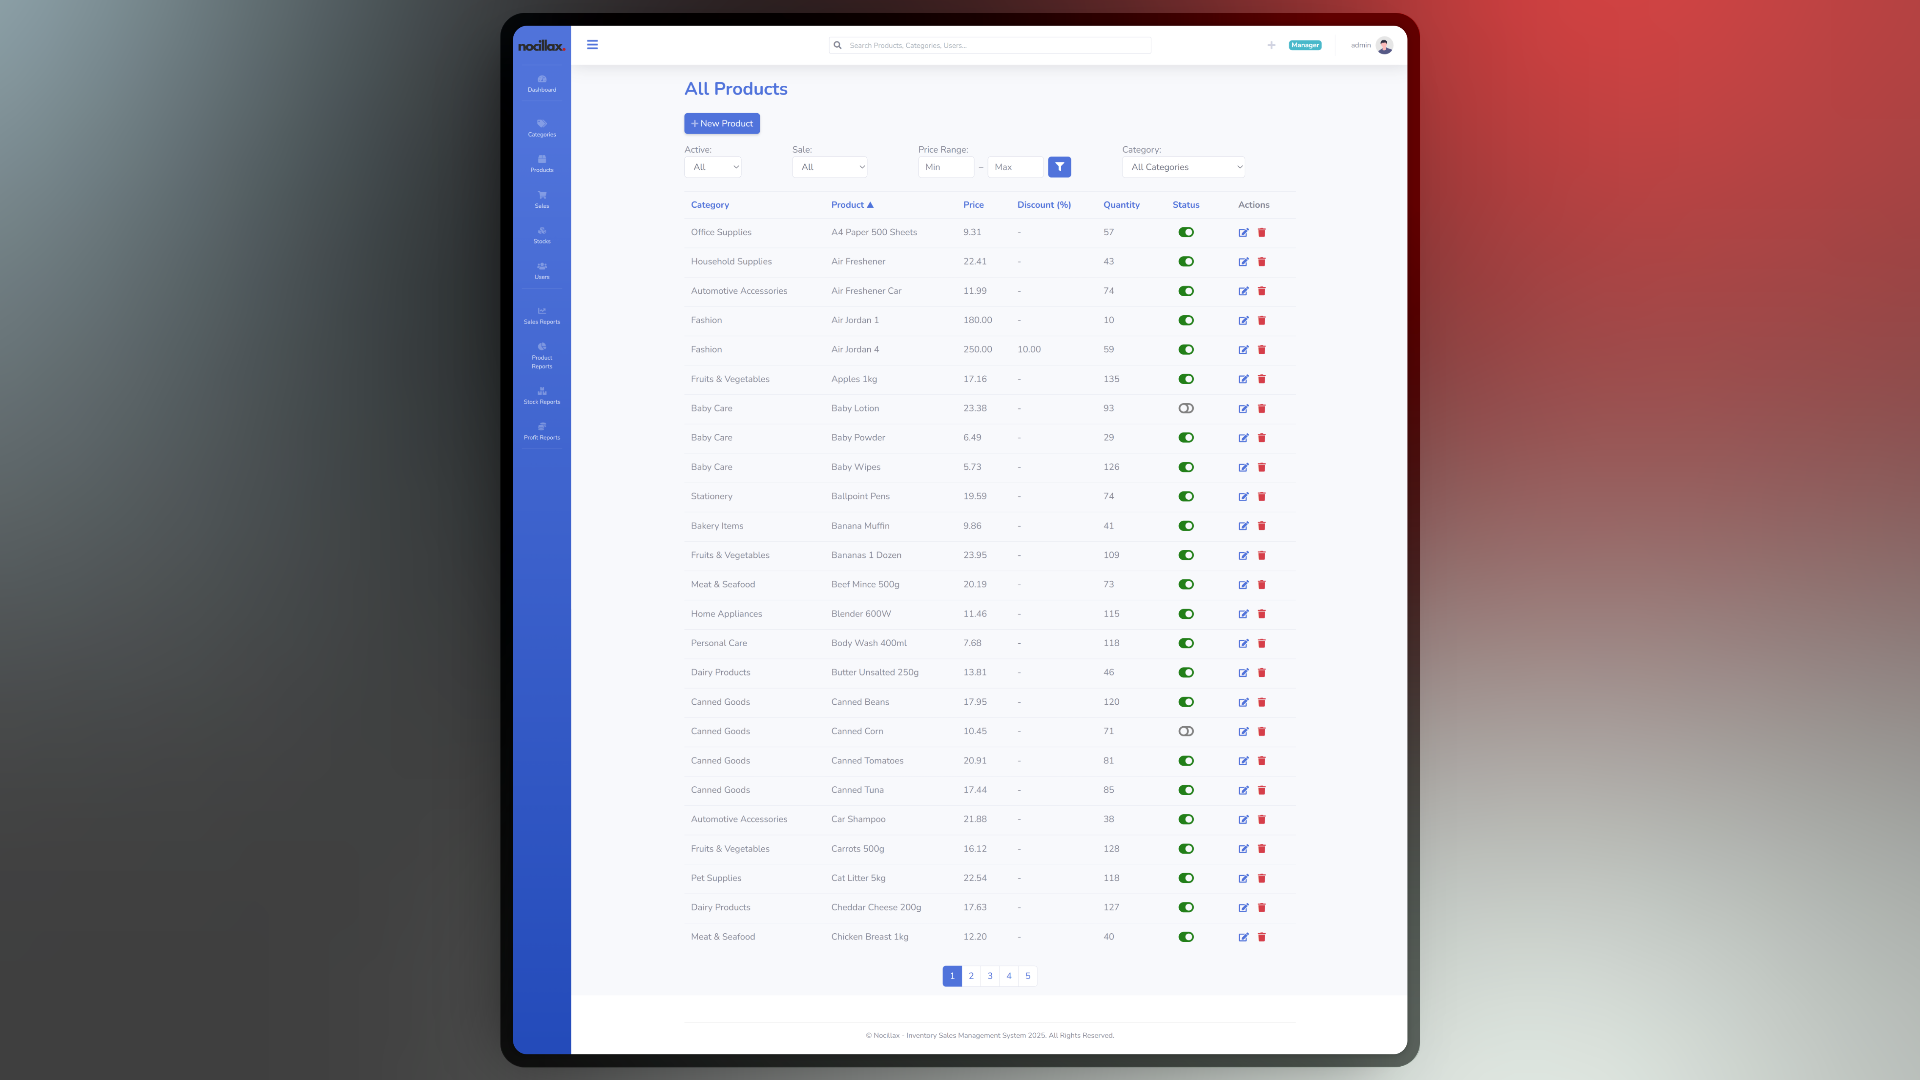 nocillax.
Search Products, Categories, Users...
Manager
admin
Dashboard
Categories
Products
Sales
Stocks
Users
Sales Reports
Product
Reports
Stock Reports
Profit Reports
All Products
+ New Product
Active: Sale: Price Range: Category:
All All Min – Max All Categories
Category Product ▲ Price Discount (%) Quantity Status Actions
Office Supplies A4 Paper 500 Sheets 9.31 - 57
Household Supplies Air Freshener 22.41 - 43
Automotive Accessories Air Freshener Car 11.99 - 74
Fashion Air Jordan 1 180.00 - 10
Fashion Air Jordan 4 250.00 10.00 59
Fruits & Vegetables Apples 1kg 17.16 - 135
Baby Care Baby Lotion 23.38 - 93
Baby Care Baby Powder 6.49 - 29
Baby Care Baby Wipes 5.73 - 126
Stationery Ballpoint Pens 19.59 - 74
Bakery Items Banana Muffin 9.86 - 41
Fruits & Vegetables Bananas 1 Dozen 23.95 - 109
Meat & Seafood Beef Mince 500g 20.19 - 73
Home Appliances Blender 600W 11.46 - 115
Personal Care Body Wash 400ml 7.68 - 118
Dairy Products Butter Unsalted 250g 13.81 - 46
Canned Goods Canned Beans 17.95 - 120
Canned Goods Canned Corn 10.45 - 71
Canned Goods Canned Tomatoes 20.91 - 81
Canned Goods Canned Tuna 17.44 - 85
Automotive Accessories Car Shampoo 21.88 - 38
Fruits & Vegetables Carrots 500g 16.12 - 128
Pet Supplies Cat Litter 5kg 22.54 - 118
Dairy Products Cheddar Cheese 200g 17.63 - 127
Meat & Seafood Chicken Breast 1kg 12.20 - 40
1 2 3 4 5
© Nocillax - Inventory Sales Management System 2025. All Rights Reserved.